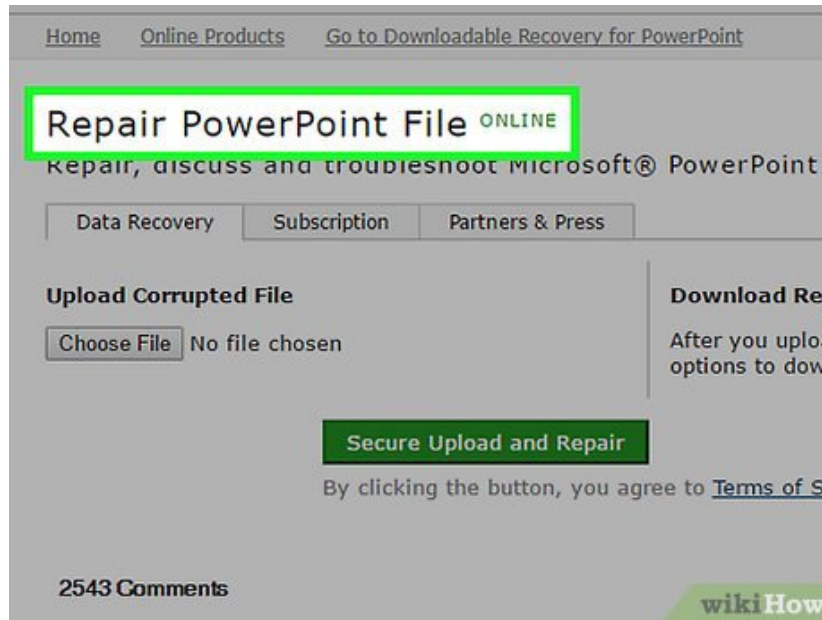 Home Online Products Go to Downloadable Recovery for PowerPoint
Repair PowerPoint File ONLINE
Repair, discuss and troubleshoot Microsoft® PowerPoint
Data Recovery Subscription Partners & Press
Upload Corrupted File
Choose File No file chosen
Download Re
After you uplo
options to dow
Secure Upload and Repair
By clicking the button, you agree to Terms of S
2543 Comments
wikiHow